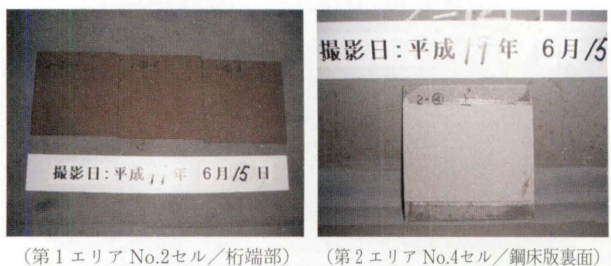 撮影日:平成19年 6月15日
(第1エリア No.2セル/桁端部)
撮影日:平成19年 6月15
2-④
(第2エリア No.4セル/鋼床版裏面)